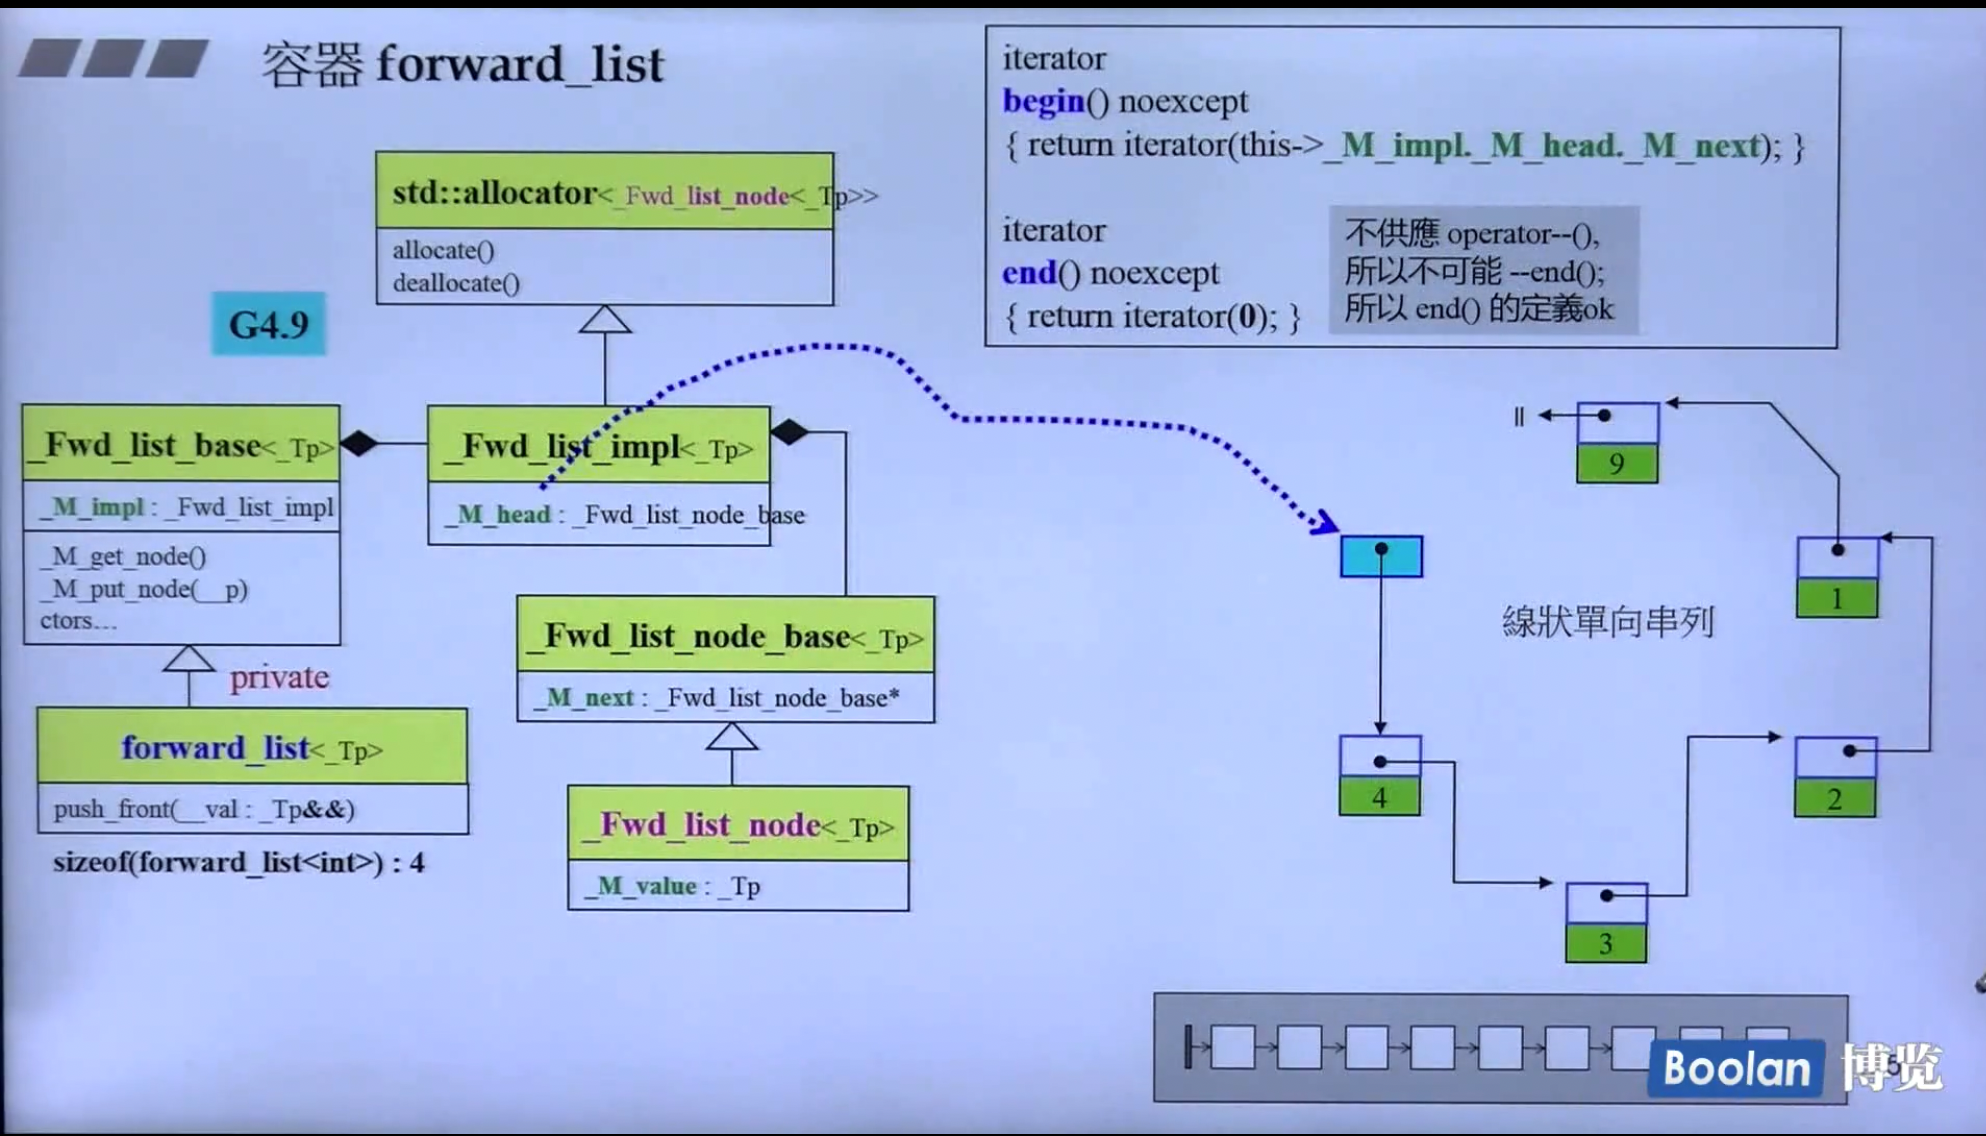 容器 forward_list
iterator
begin() noexcept
{ return iterator(this->_M_impl._M_head._M_next); }
iterator
end() noexcept
{ return iterator(0); }
不供應 operator--(),
所以不可能 --end();
所以 end() 的定義ok
std::allocator<_Fwd_list_node<_Tp>>
allocate()
deallocate()
G4.9
_Fwd_list_base<_Tp>
_M_impl : _Fwd_list_impl
_M_get_node()
_M_put_node(__p)
ctors...
_Fwd_list_impl<_Tp>
_M_head : _Fwd_list_node_base
private
forward_list<_Tp>
push_front(__val : _Tp&&)
sizeof(forward_list<int>) : 4
_Fwd_list_node_base<_Tp>
_M_next : _Fwd_list_node_base*
_Fwd_list_node<_Tp>
_M_value : _Tp
9
1
線狀單向串列
4
2
3
Boolan 博览